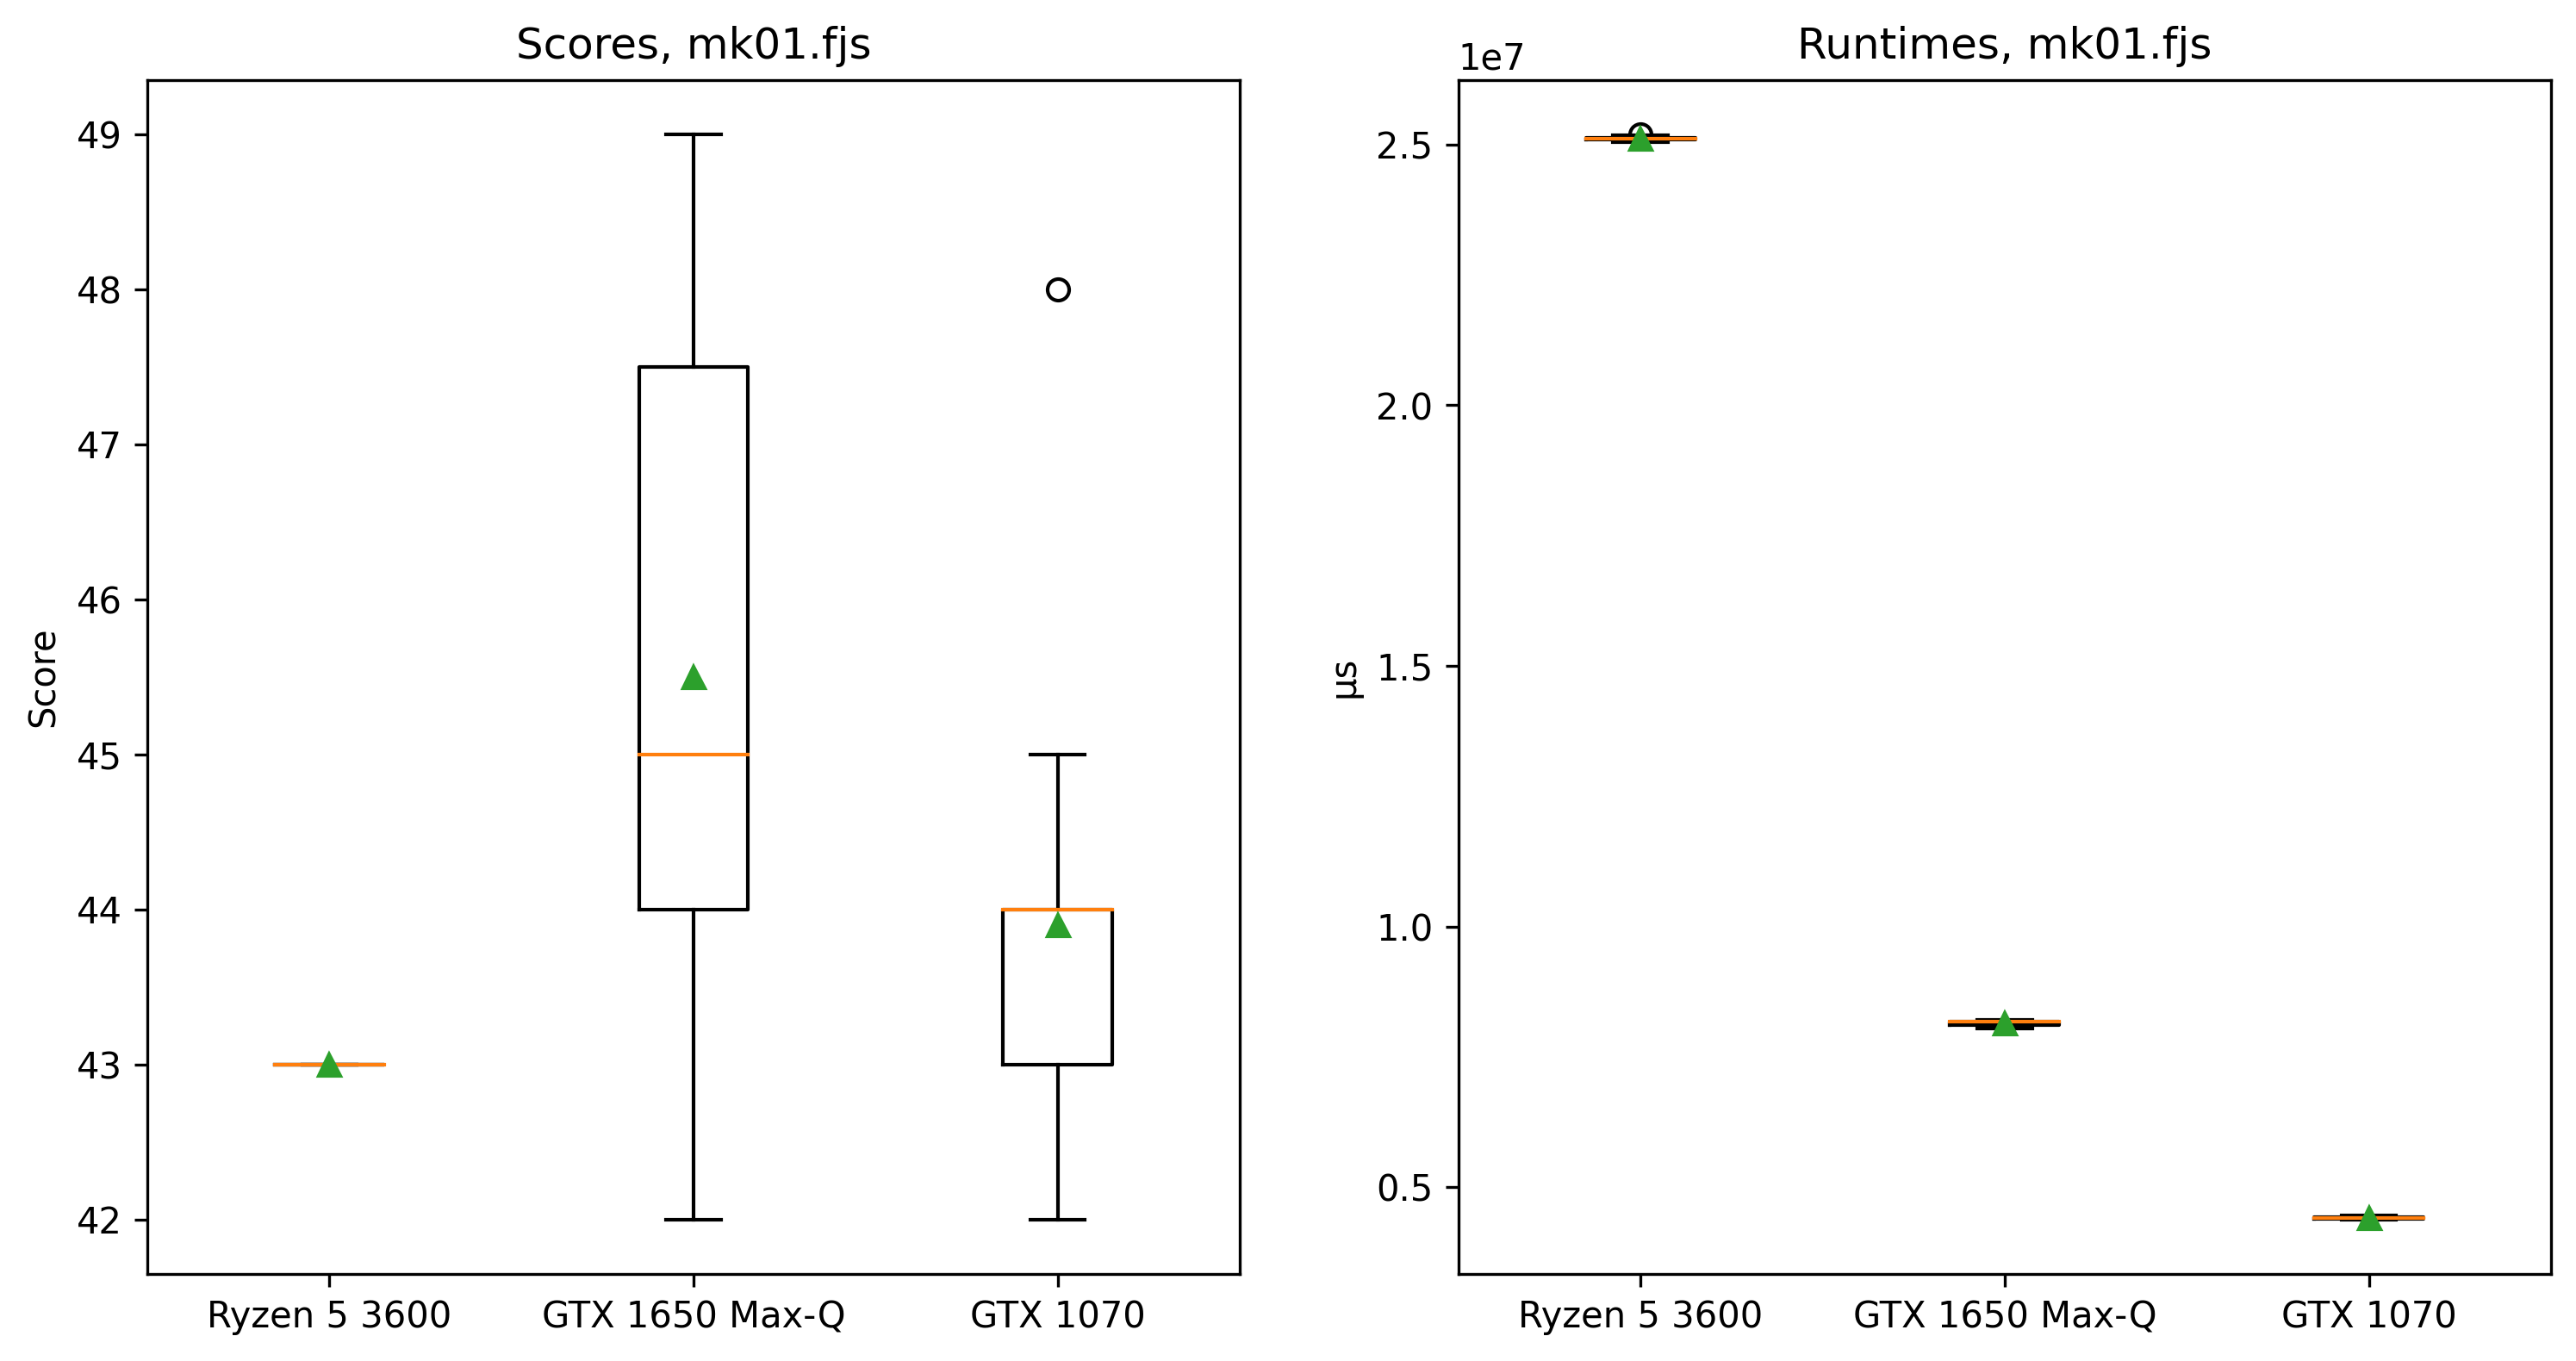 Scores, mk01.fjs
49
48
47
46
45
44
43
42
Score
Ryzen 5 3600
GTX 1650 Max-Q
GTX 1070
Runtimes, mk01.fjs
1e7
2.5
2.0
1.5
1.0
0.5
µs
Ryzen 5 3600
GTX 1650 Max-Q
GTX 1070